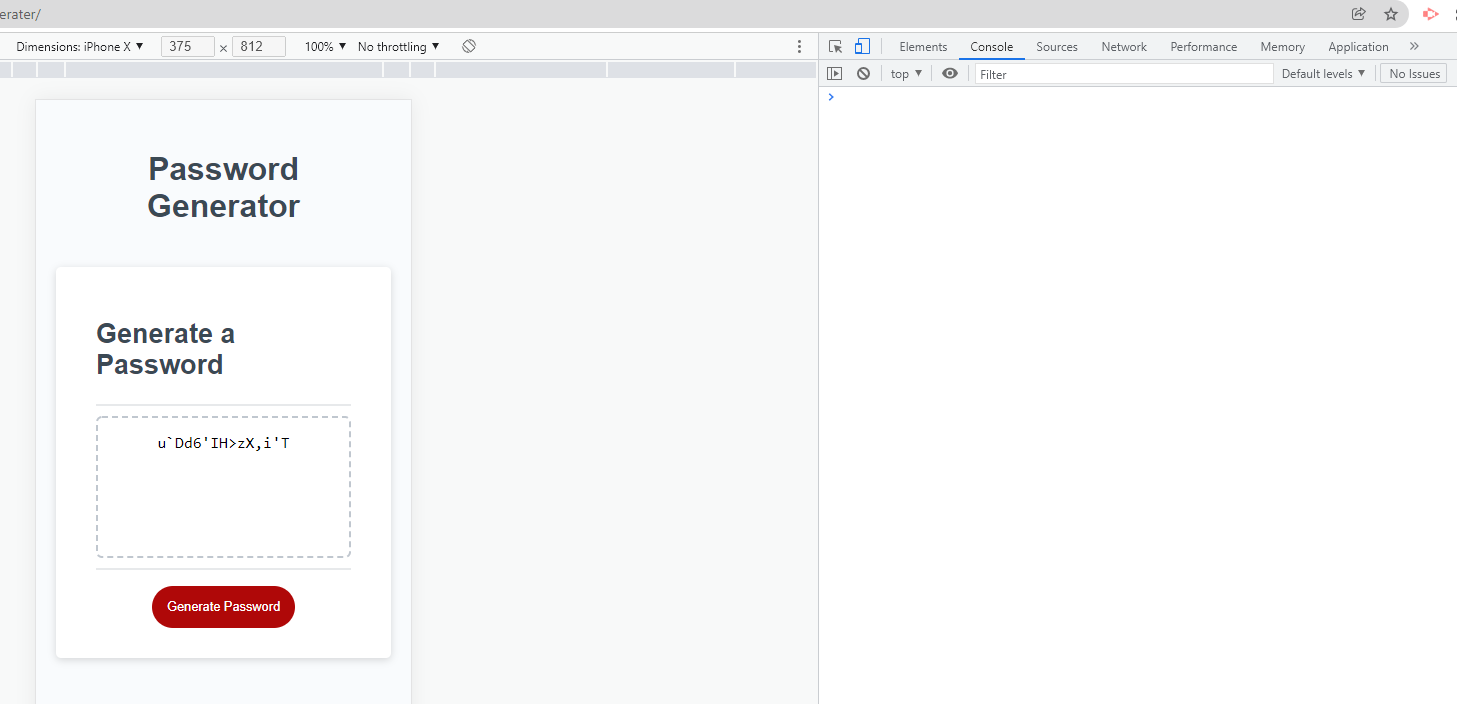 erater/
Dimensions: iPhone X ▼ 375 × 812 100% ▼ No throttling ▼
Elements Console Sources Network Performance Memory Application »
top ▼ Filter Default levels ▼ No Issues
>
Password
Generator
Generate a
Password
u`Dd6'IH>zX,i'T
Generate Password